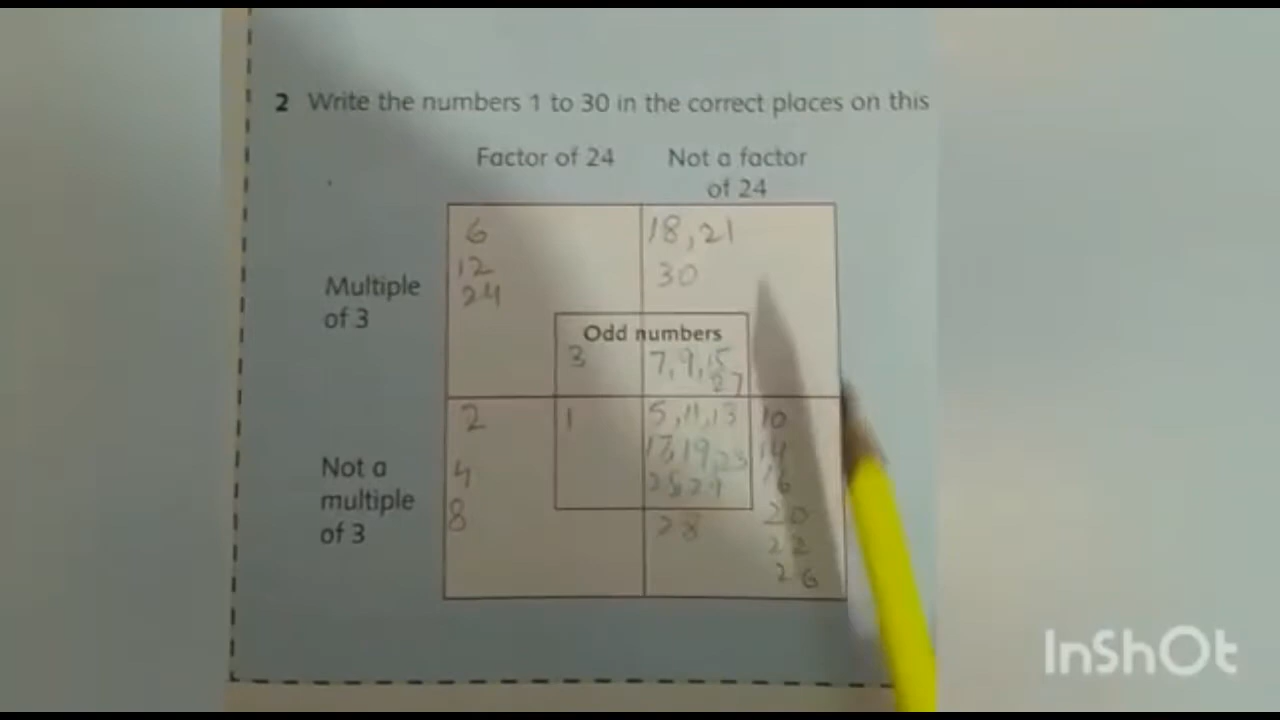 2 Write the numbers 1 to 30 in the correct places on this
Factor of 24
Not a factor
of 24
Multiple
of 3
6
12
24
18, 21
30
Odd numbers
3
7, 9, 15
27
Not a
multiple
of 3
2
4
8
1
5, 11, 13
17, 19, 23
25, 29
10
14
16
20
22
26
28
InShOt